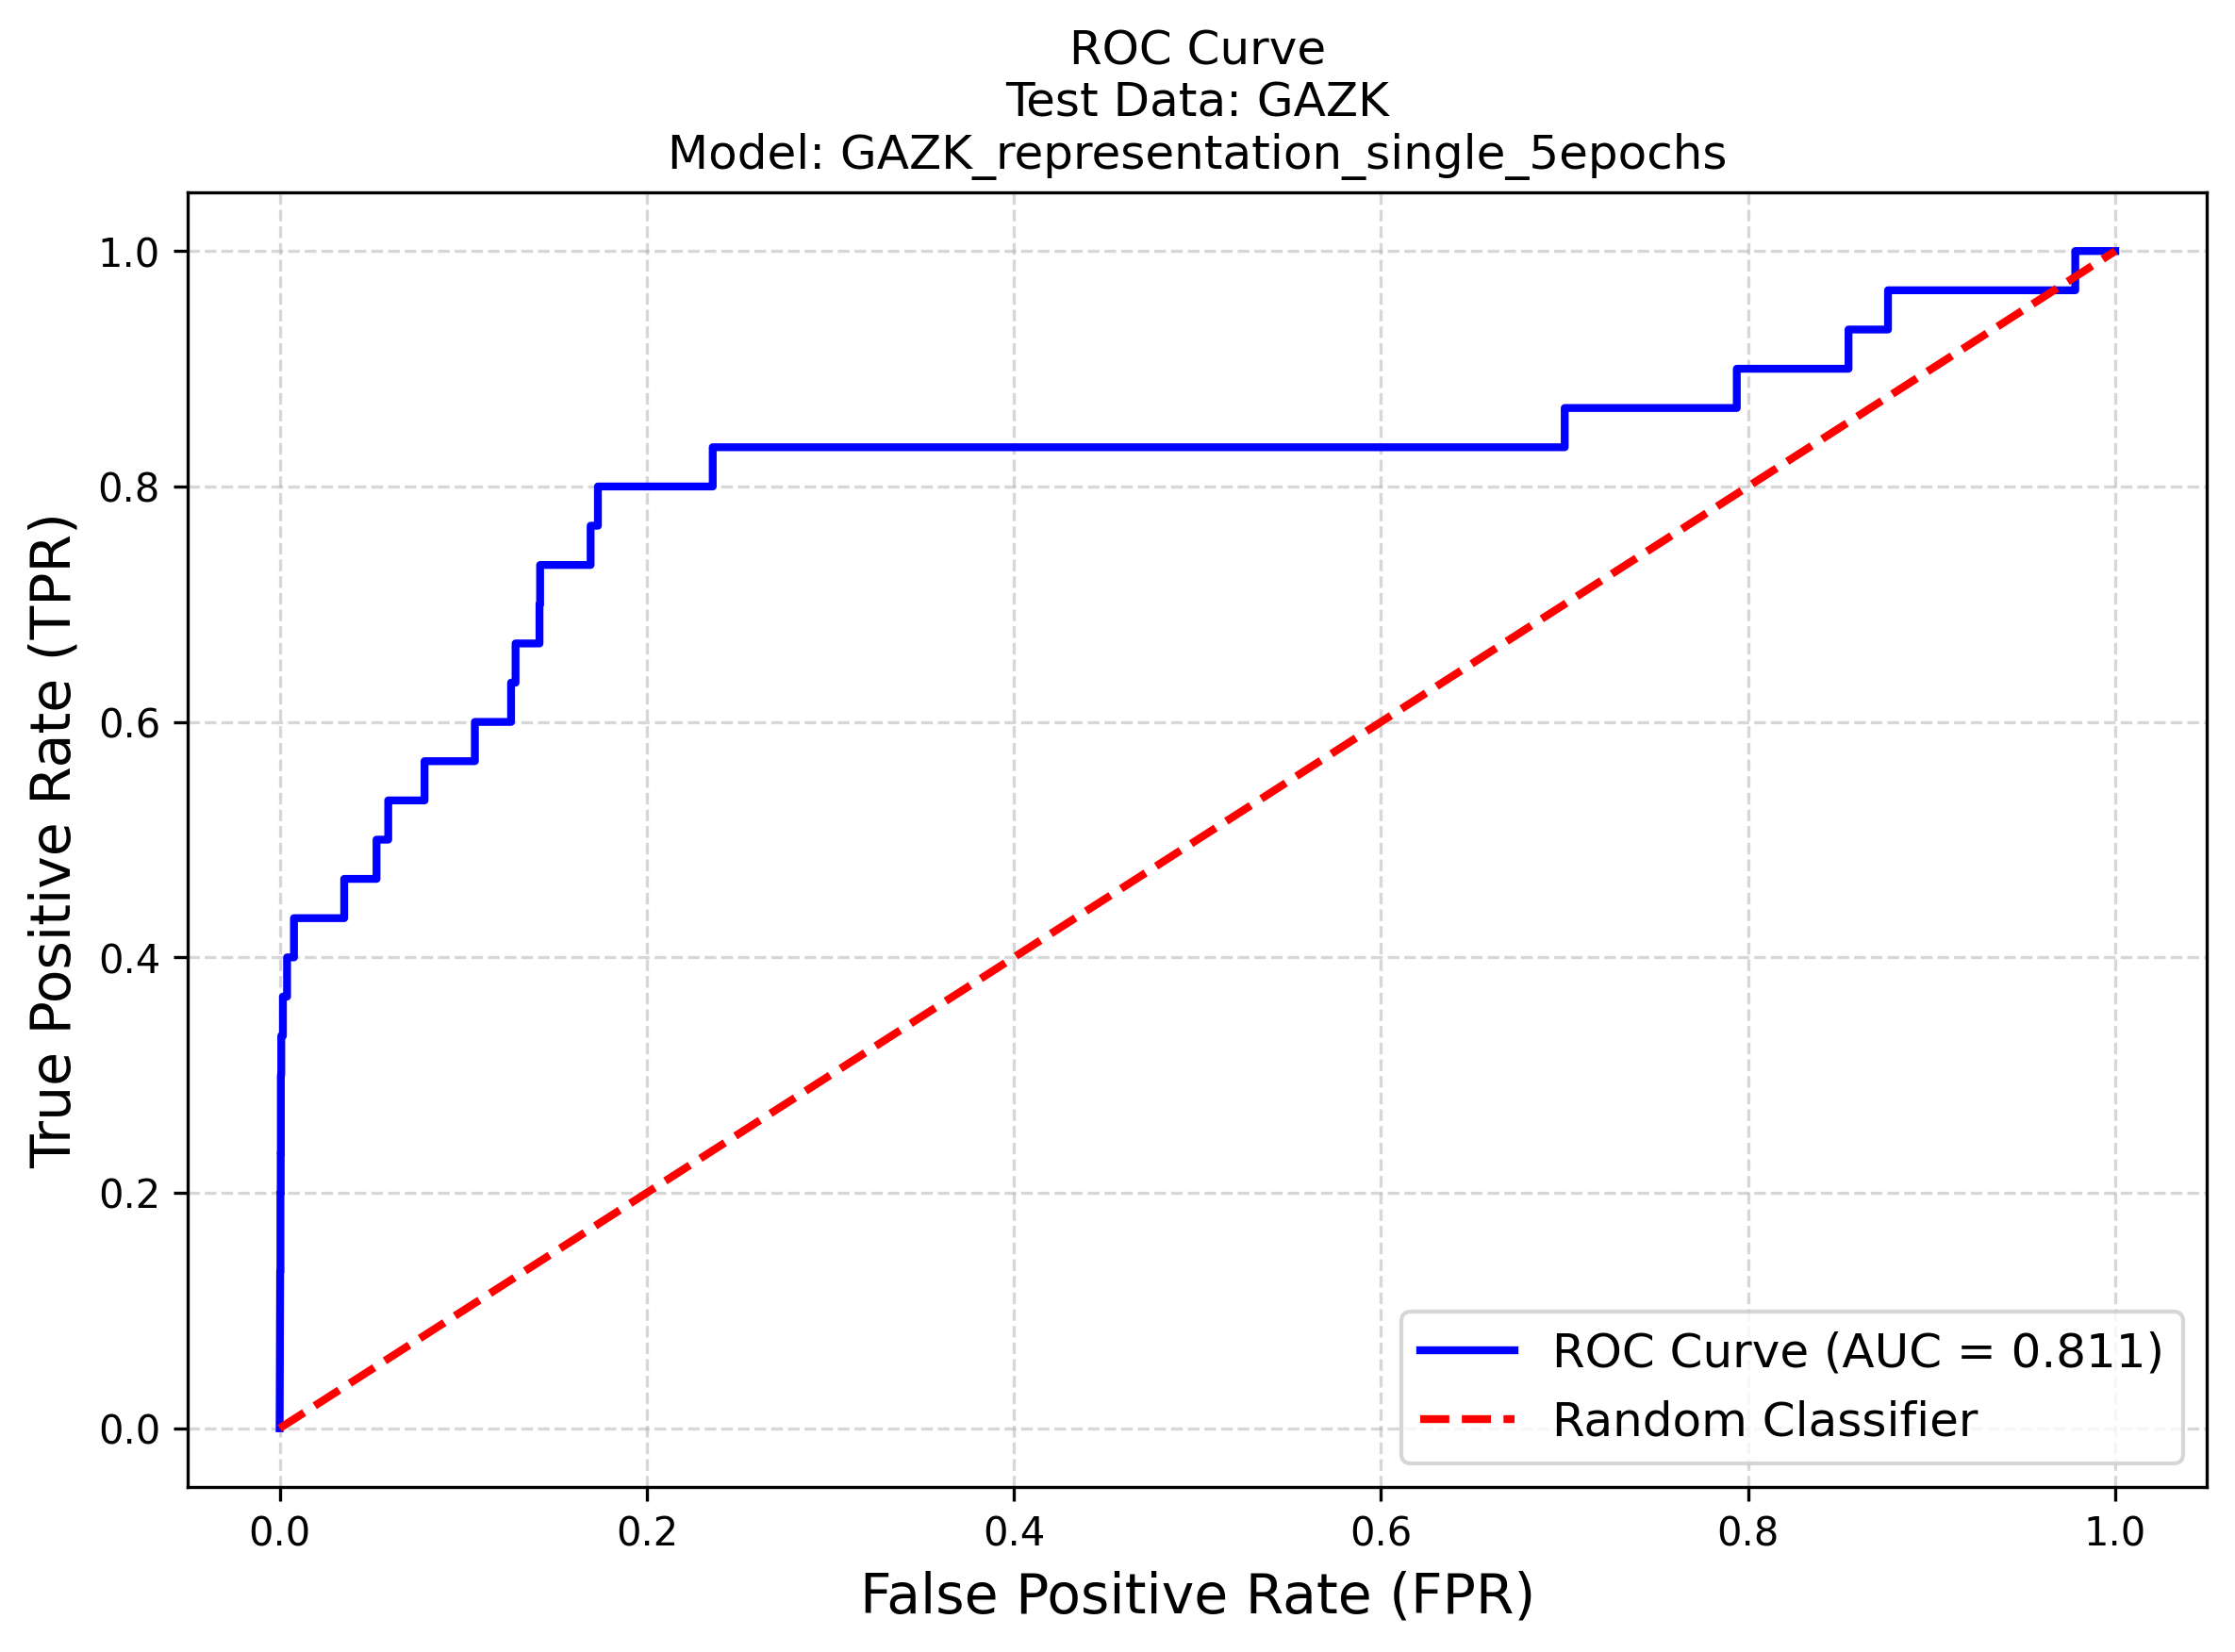 ROC Curve
Test Data: GAZK
Model: GAZK_representation_single_5epochs
True Positive Rate (TPR)
1.0
0.8
0.6
0.4
0.2
0.0
ROC Curve (AUC = 0.811)
Random Classifier
0.0 0.2 0.4 0.6 0.8 1.0
False Positive Rate (FPR)